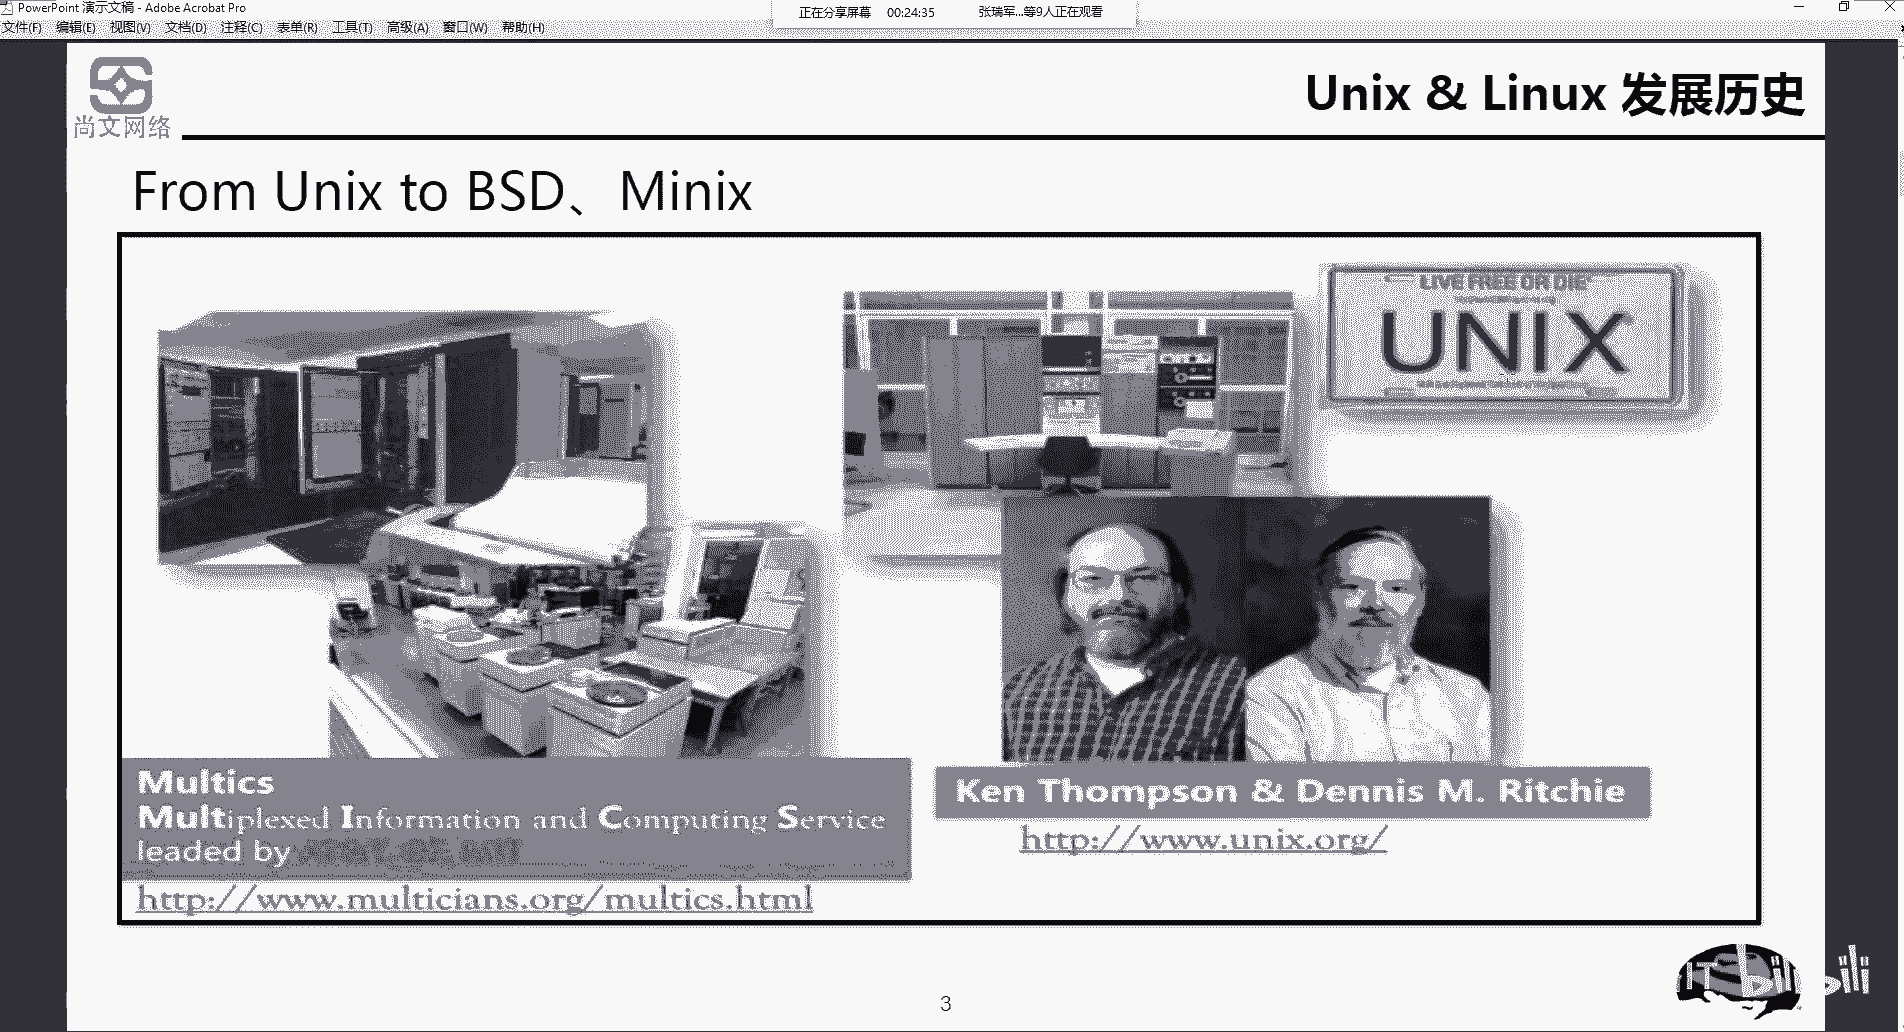 PowerPoint 演示文稿 - Adobe Acrobat Pro
正在分享屏幕 00:24:35 张瑞军...等9人正在观看
文件(F) 编辑(E) 视图(V) 文档(D) 注释(C) 表单(R) 工具(T) 高级(A) 窗口(W) 帮助(H)
尚文网络
Unix & Linux 发展历史
From Unix to BSD、Minix
LIVE FREE OR DIE
UNIX
Multics
Multiplexed Information and Computing Service
leaded by
http://www.multicians.org/multics.html
Ken Thompson & Dennis M. Ritchie
http://www.unix.org/
3
IT
bilibili